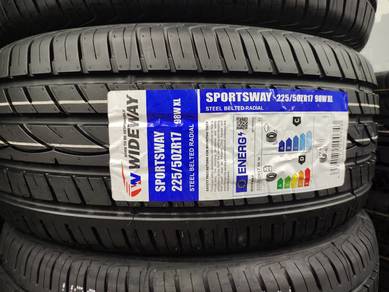 SPORTSWAY 225/50ZR17 98W XL
STEEL BELTED RADIAL
WIDEWAY
SPORTSWAY
225/50ZR17 98W XL
STEEL BELTED RADIAL
ENERG
C